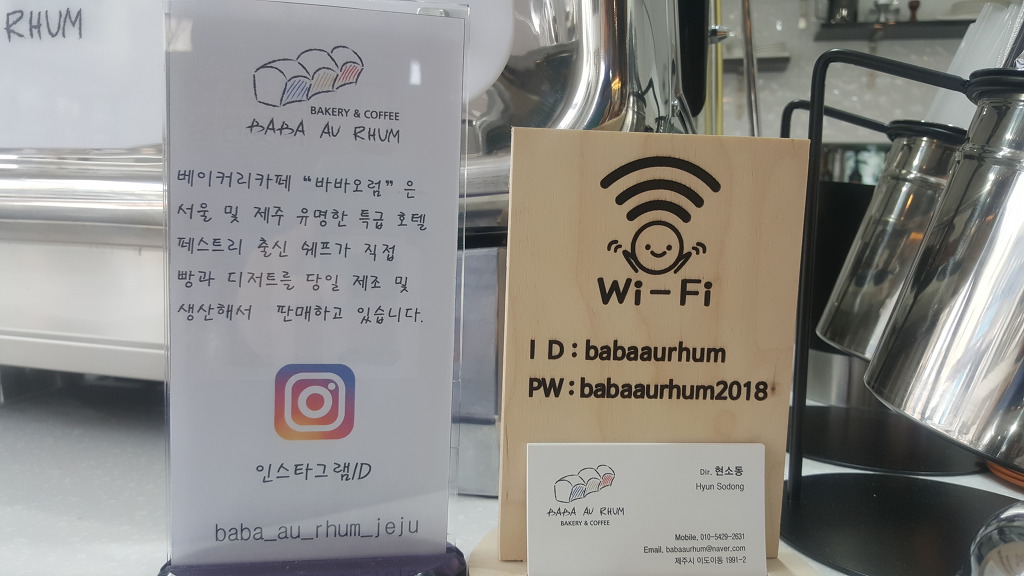 RHUM
BAKERY & COFFEE
BABA AU RHUM
베이커리카페 “바바오럼” 은
서울 및 제주 유명한 특급 호텔
페스트리 출신 쉐프가 직접
빵과 디저트를 당일 제조 및
생산해서 판매하고 있습니다.
인스타그램ID
baba_au_rhum_jeju
Wi-Fi
I D : babaaurhum
PW : babaaurhum2018
Dir. 현소동
Hyun Sodong
BABA AU RHUM
BAKERY & COFFEE
Mobile. 010-5429-2631
Email. babaaurhum@naver.com
제주시 이도이동 1991-2